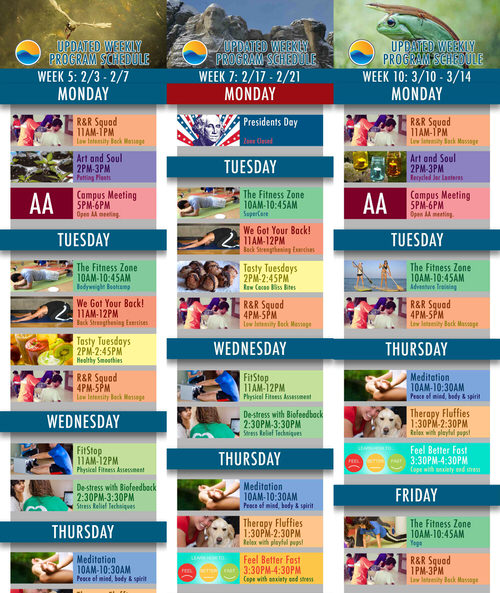 UPDATED WEEKLY
PROGRAM SCHEDULE
WEEK 5: 2/3 - 2/7
MONDAY
R&R Squad
11AM-1PM
Low Intensity Back Massage
Art and Soul
2PM-3PM
Potting Plants
AA
Campus Meeting
5PM-6PM
Open AA meeting.
TUESDAY
The Fitness Zone
10AM-10:45AM
Bodyweight Bootcamp
We Got Your Back!
11AM-12PM
Back Strengthening Exercises
Tasty Tuesdays
2PM-2:45PM
Healthy Smoothies
R&R Squad
4PM-5PM
Low Intensity Back Massage
WEDNESDAY
FitStop
11AM-12PM
Physical Fitness Assessment
De-stress with Biofeedback
2:30PM-3:30PM
Stress Relief Techniques
THURSDAY
Meditation
10AM-10:30AM
Peace of mind, body & spirit
UPDATED WEEKLY
PROGRAM SCHEDULE
WEEK 7: 2/17 - 2/21
MONDAY
Presidents Day
Zone Closed
TUESDAY
The Fitness Zone
10AM-10:45AM
SuperCore
We Got Your Back!
11AM-12PM
Back Strengthening Exercises
Tasty Tuesdays
2PM-2:45PM
Raw Cacao Bliss Bites
R&R Squad
4PM-5PM
Low Intensity Back Massage
WEDNESDAY
FitStop
11AM-12PM
Physical Fitness Assessment
De-stress with Biofeedback
2:30PM-3:30PM
Stress Relief Techniques
THURSDAY
Meditation
10AM-10:30AM
Peace of mind, body & spirit
Therapy Fluffies
1:30PM-2:30PM
Relax with playful pups!
LEARN HOW TO...
FEEL BETTER FAST
Feel Better Fast
3:30PM-4:30PM
Cope with anxiety and stress
UPDATED WEEKLY
PROGRAM SCHEDULE
WEEK 10: 3/10 - 3/14
MONDAY
R&R Squad
11AM-1PM
Low Intensity Back Massage
Art and Soul
2PM-3PM
Recycled Jar Lanterns
AA
Campus Meeting
5PM-6PM
Open AA meeting.
TUESDAY
The Fitness Zone
10AM-10:45AM
Adventure Training
R&R Squad
4PM-5PM
Low Intensity Back Massage
THURSDAY
Meditation
10AM-10:30AM
Peace of mind, body & spirit
Therapy Fluffies
1:30PM-2:30PM
Relax with playful pups!
LEARN HOW TO...
FEEL BETTER FAST
Feel Better Fast
3:30PM-4:30PM
Cope with anxiety and stress
FRIDAY
The Fitness Zone
10AM-10:45AM
Yoga
R&R Squad
11AM-1PM
Low Intensity Back Massage